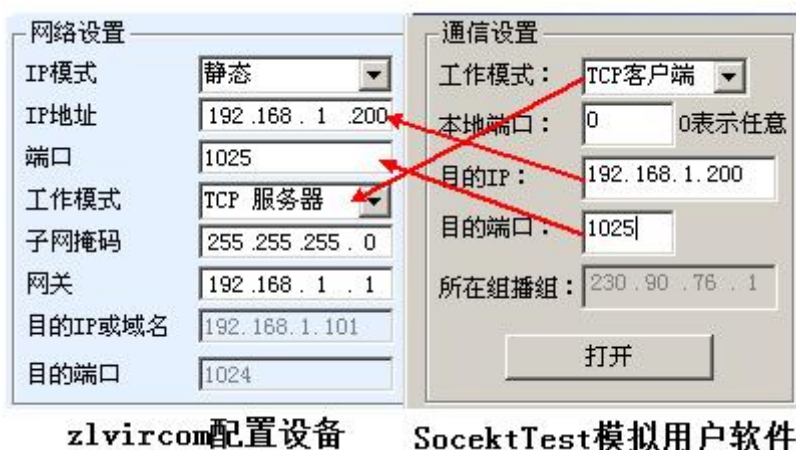 网络设置
IP模式 静态
IP地址 192 .168 . 1 .200
端口 1025
工作模式 TCP 服务器
子网掩码 255 .255 .255 . 0
网关 192 .168 . 1 . 1
目的IP或域名 192.168.1.101
目的端口 1024
zlvircom配置设备
通信设置
工作模式： TCP客户端
本地端口： 0 0表示任意
目的IP： 192.168.1.200
目的端口： 1025
所在组播组： 230 .90 .76 . 1
打开
SocektTest模拟用户软件